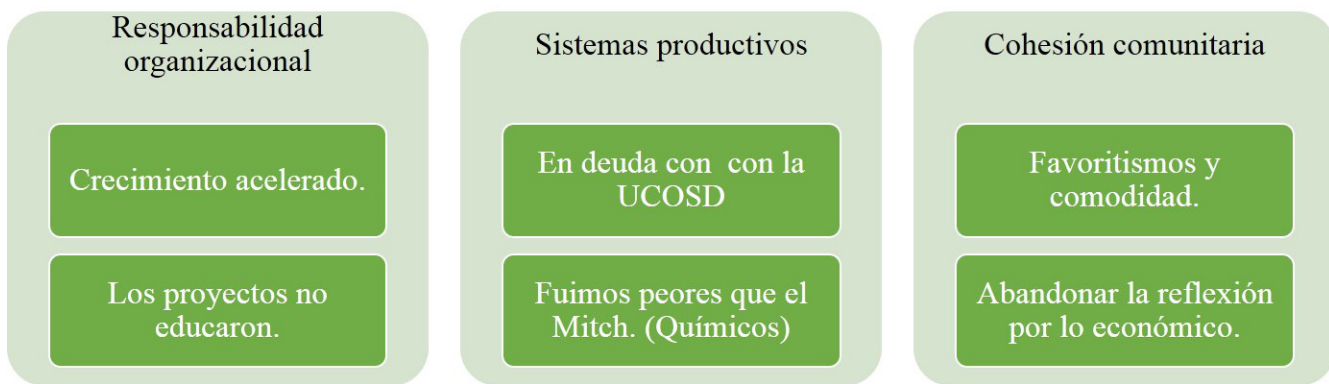 Responsabilidad
organizacional
Crecimiento acelerado.
Los proyectos no
educaron.
Sistemas productivos
En deuda con  con la
UCOSD
Fuimos peores que el
Mitch. (Químicos)
Cohesión comunitaria
Favoritismos y
comodidad.
Abandonar la reflexión
por lo económico.